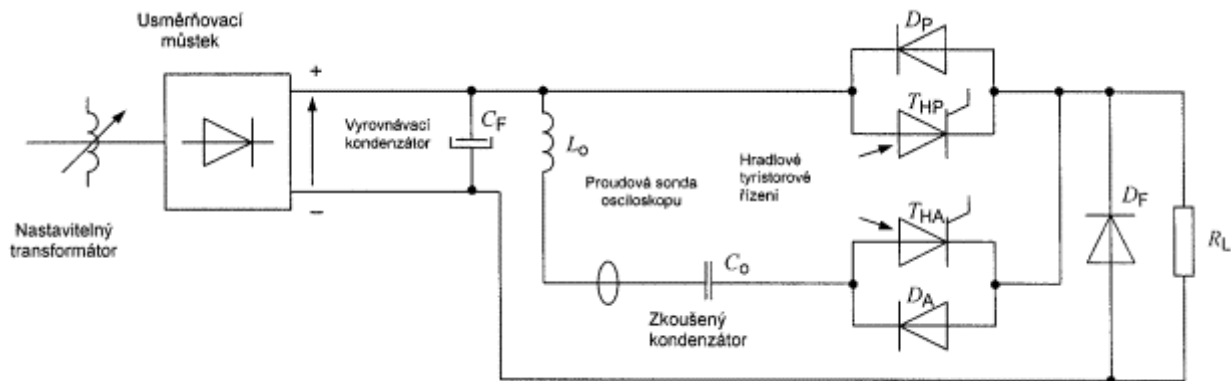 Usměrňovací
můstek
+
Vyrovnávací
kondenzátor
C_F
L_o
−
Nastavitelný
transformátor
Proudová sonda
osciloskopu
Hradlové
tyristorové
řízení
C_o
Zkoušený
kondenzátor
D_P
T_HP
T_HA
D_A
D_F
R_L